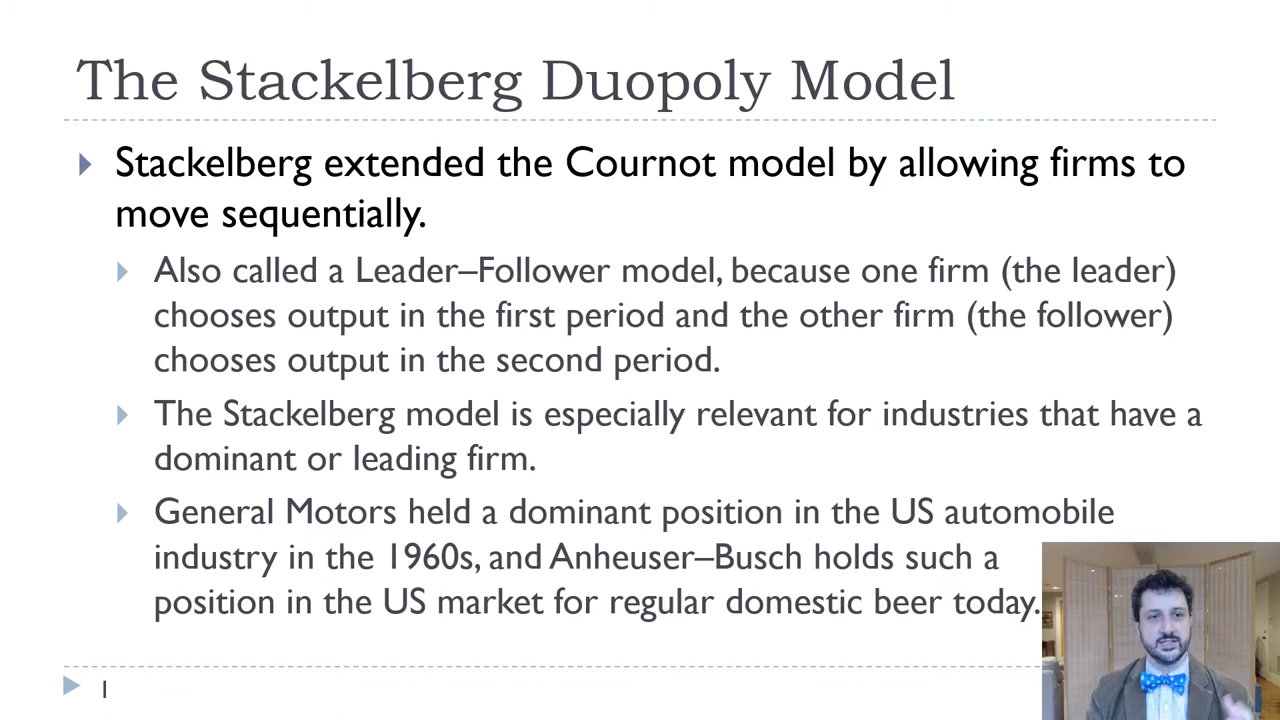 The Stackelberg Duopoly Model
Stackelberg extended the Cournot model by allowing firms to
move sequentially.
Also called a Leader–Follower model, because one firm (the leader)
chooses output in the first period and the other firm (the follower)
chooses output in the second period.
The Stackelberg model is especially relevant for industries that have a
dominant or leading firm.
General Motors held a dominant position in the US automobile
industry in the 1960s, and Anheuser–Busch holds such a
position in the US market for regular domestic beer today.
1